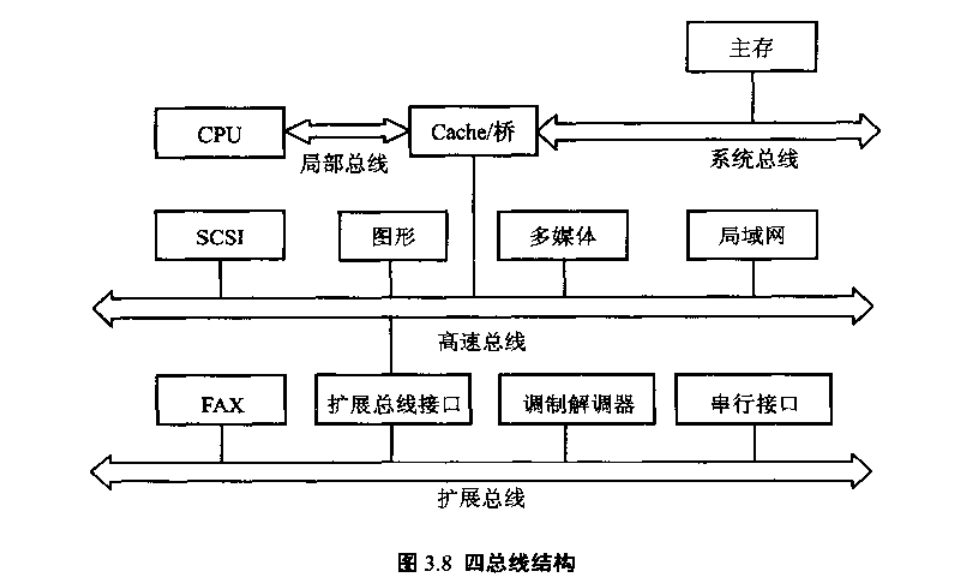 主存
CPU
Cache/桥
局部总线
系统总线
SCSI
图形
多媒体
局域网
高速总线
FAX
扩展总线接口
调制解调器
串行接口
扩展总线
图 3.8 四总线结构